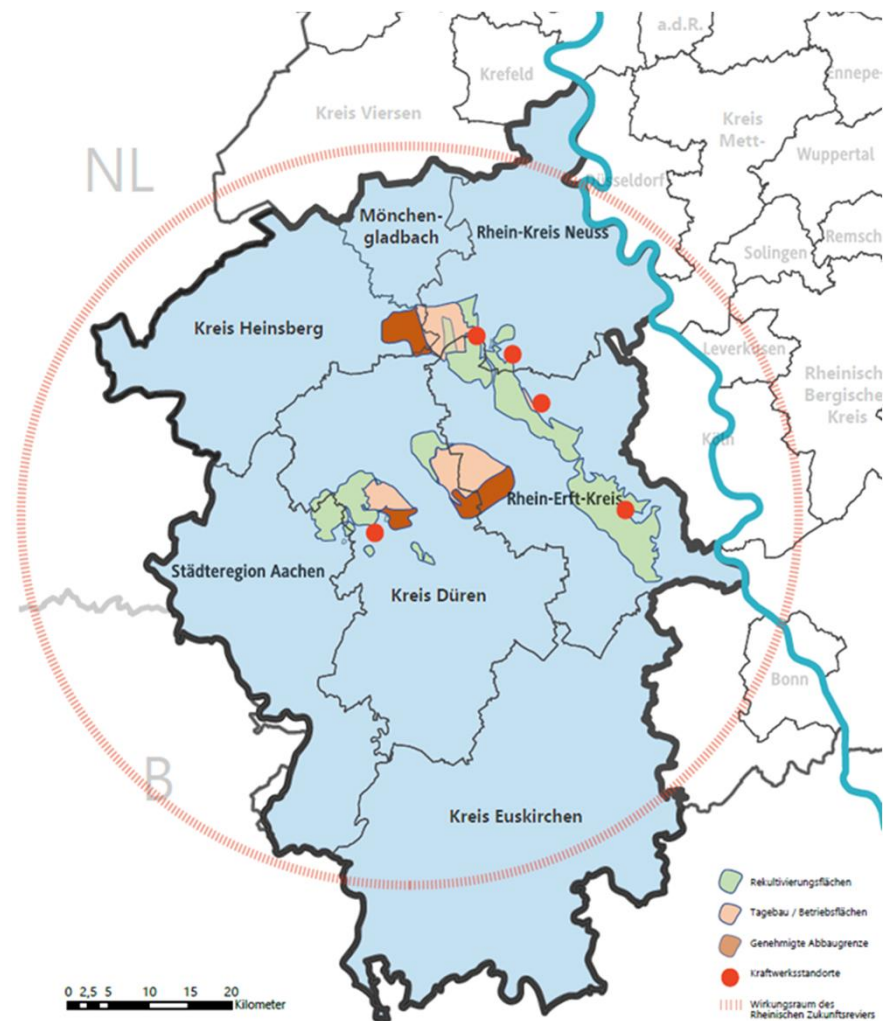 a.d.R.
Krefeld
Ennepe-
Kreis Viersen
Kreis
Mett-
Wuppertal
NL
Düsseldorf
Mönchen-
gladbach
Rhein-Kreis Neuss
Remsch
Solingen
Kreis Heinsberg
Leverkusen
Rheinisch
Bergische
Kreis
Köln
Rhein-Erft-Kreis
Städteregion Aachen
Kreis Düren
Bonn
B
Kreis Euskirchen
Rekultivierungsflächen
Tagebau / Betriebsflächen
Genehmigte Abbaugrenze
Kraftwerksstandorte
Wirkungsraum des
Rheinischen Zukunftsreviers
0 2,5 5 10 15 20
Kilometer